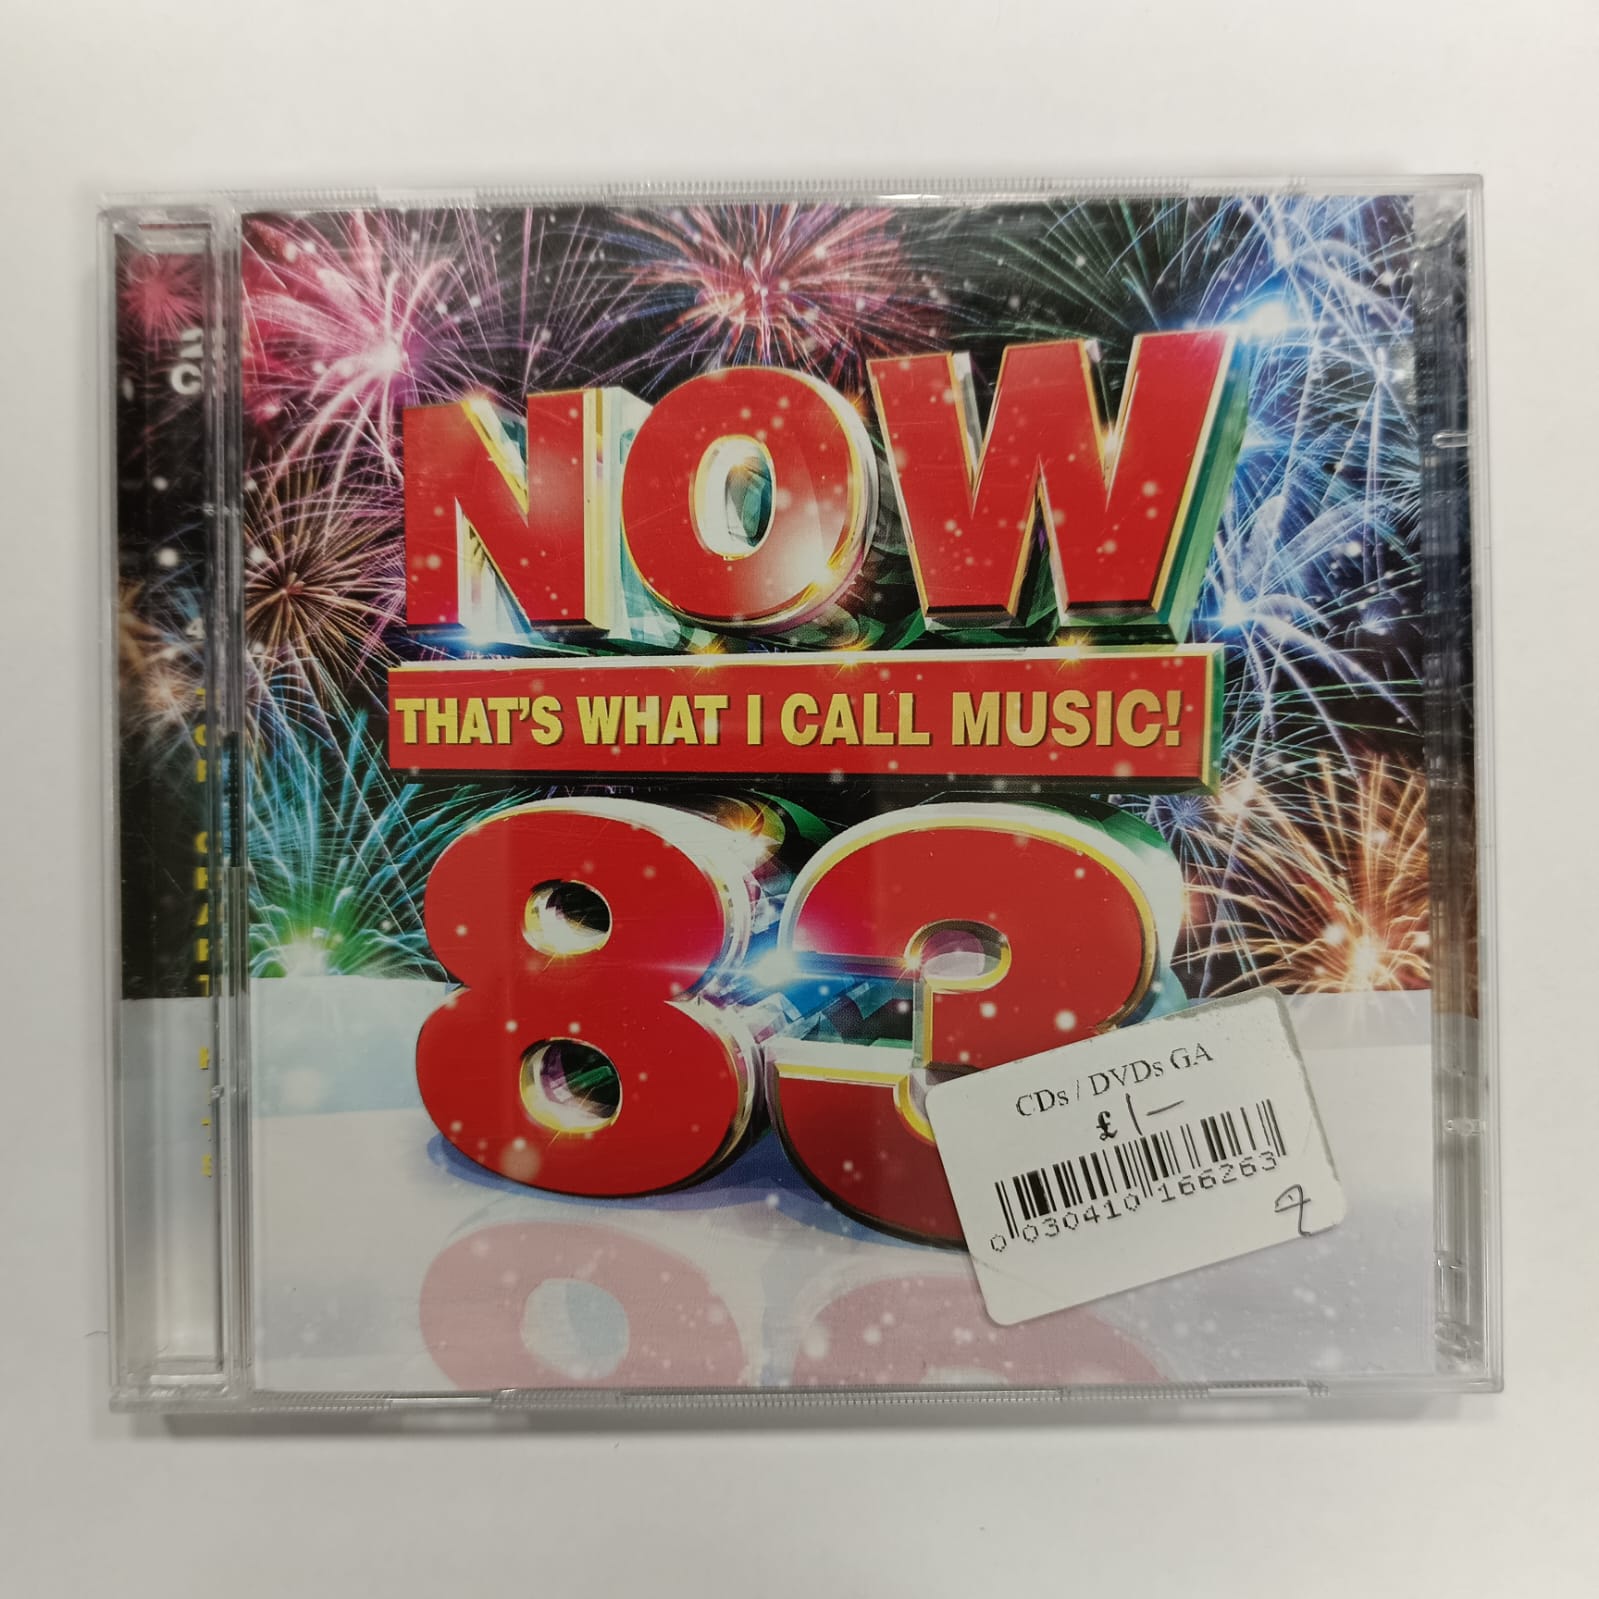 NOW
THAT'S WHAT I CALL MUSIC!
83
CDs / DVDs GA
£1—
0 030410 166263